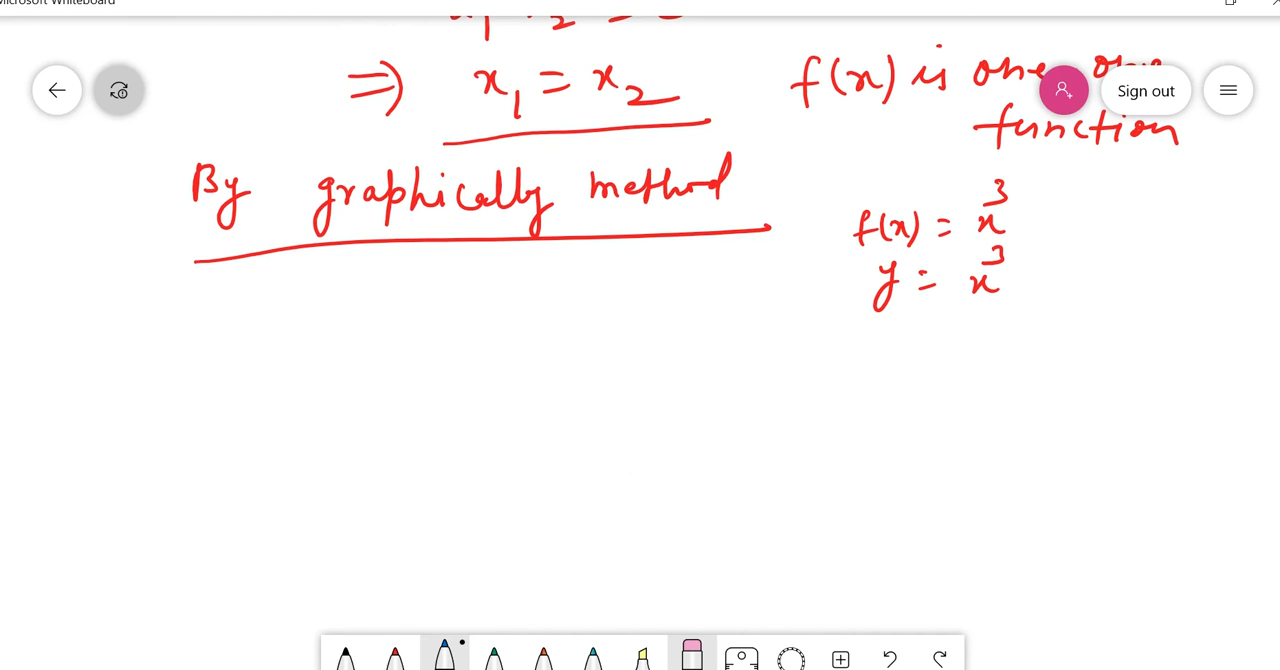 Microsoft Whiteboard
⇒ x₁ = x₂
f(x) is one one
function
Sign out
By graphically method
f(x) = x³
y = x³